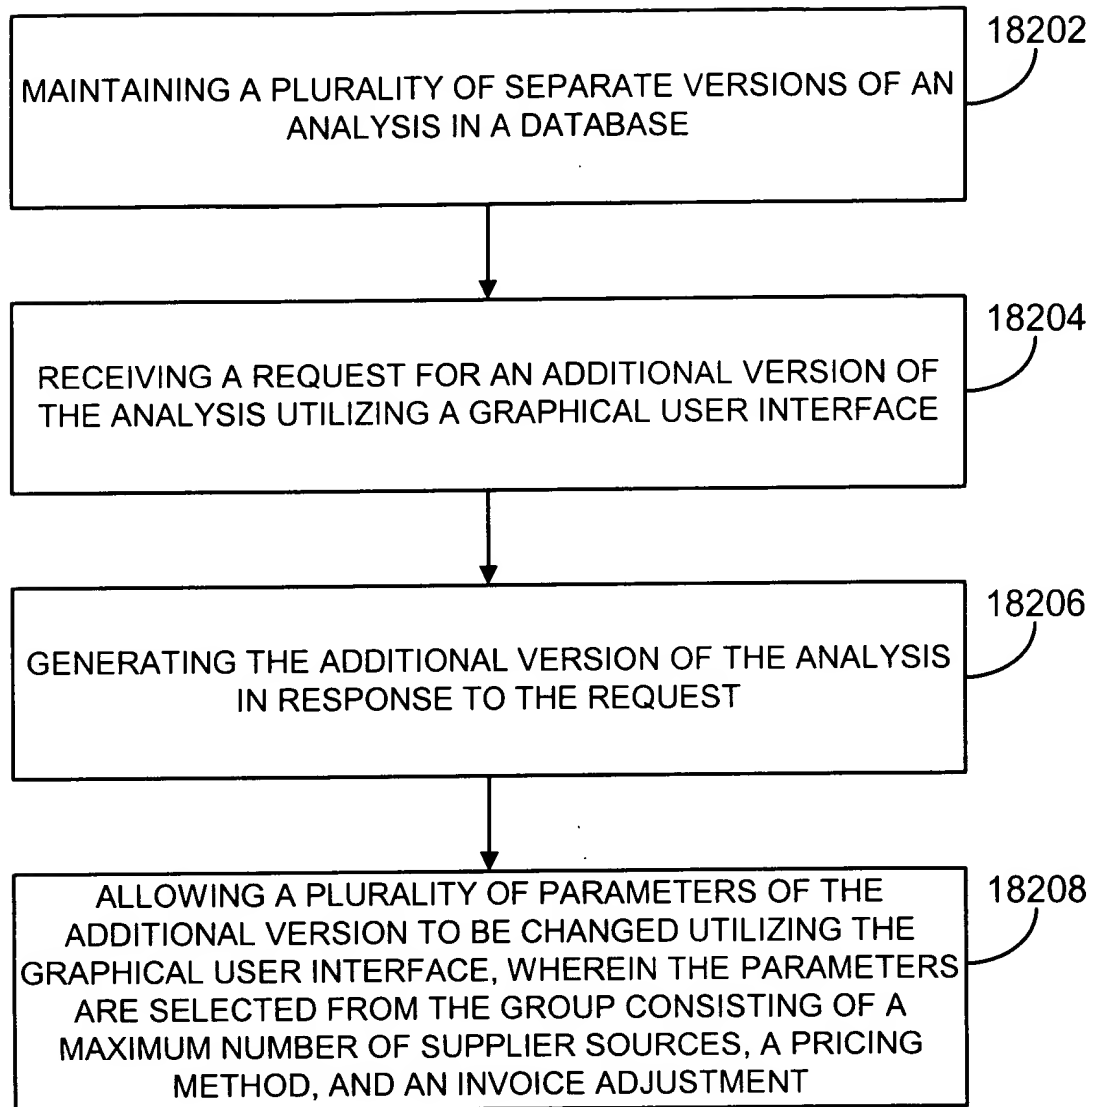 18202
MAINTAINING A PLURALITY OF SEPARATE VERSIONS OF AN
ANALYSIS IN A DATABASE
18204
RECEIVING A REQUEST FOR AN ADDITIONAL VERSION OF
THE ANALYSIS UTILIZING A GRAPHICAL USER INTERFACE
18206
GENERATING THE ADDITIONAL VERSION OF THE ANALYSIS
IN RESPONSE TO THE REQUEST
18208
ALLOWING A PLURALITY OF PARAMETERS OF THE
ADDITIONAL VERSION TO BE CHANGED UTILIZING THE
GRAPHICAL USER INTERFACE, WHEREIN THE PARAMETERS
ARE SELECTED FROM THE GROUP CONSISTING OF A
MAXIMUM NUMBER OF SUPPLIER SOURCES, A PRICING
METHOD, AND AN INVOICE ADJUSTMENT